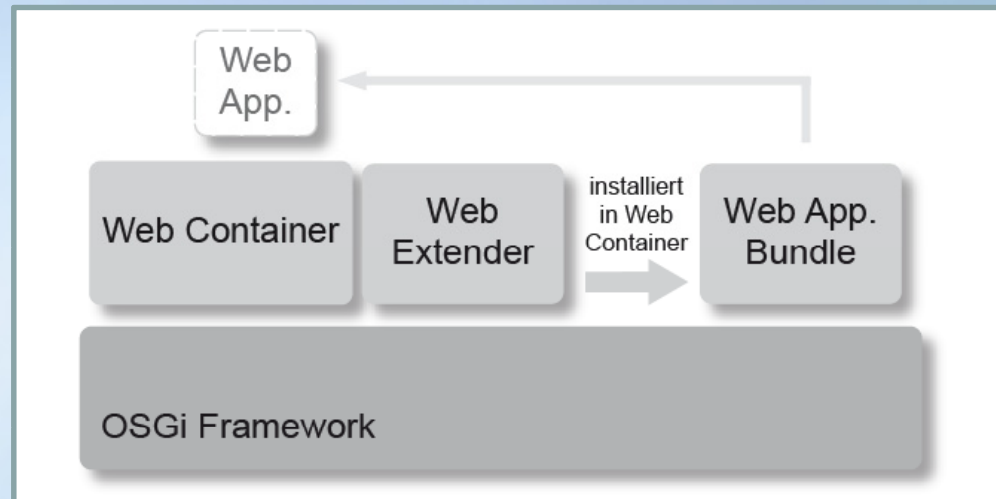 Web
App.
Web Container
Web
Extender
installiert
in Web
Container
Web App.
Bundle
OSGi Framework